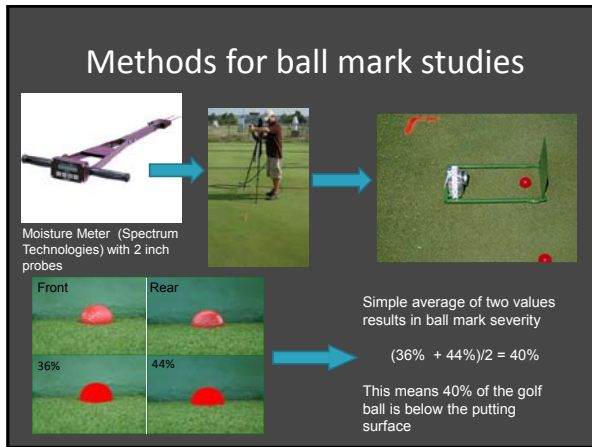 Methods for ball mark studies
Moisture Meter (Spectrum
Technologies) with 2 inch
probes
Front
Rear
36%
44%
Simple average of two values
results in ball mark severity
(36% + 44%)/2 = 40%
This means 40% of the golf
ball is below the putting
surface